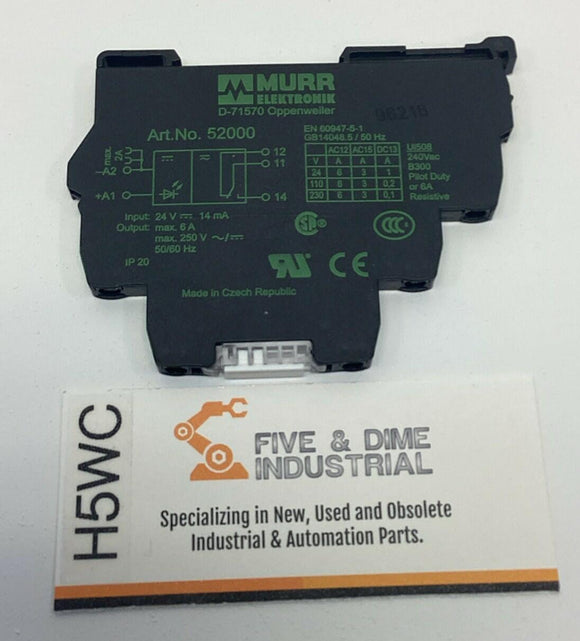 MURR
ELEKTRONIK
D-71570 Oppenweiler
96216
Art.No. 52000
EN 60947-5-1
GB14048.5 / 50 Hz
max.
2A
–A2
+A1
12
11
14
AC12 AC15 DC13
V A A A
24 6 3 1
110 6 3 0,2
230 6 3 0,1
Ul508
240Vac
B300
Pilot Duty
or 6A
Resistive
Input: 24 V ⎓ 14 mA
Output: max. 6 A
max. 250 V ~/⎓
50/60 Hz
IP 20
SA ®
CCC
RU
CE
Made in Czech Republic
H5WC
FIVE & DIME
INDUSTRIAL
Specializing in New, Used and Obsolete
Industrial & Automation Parts.